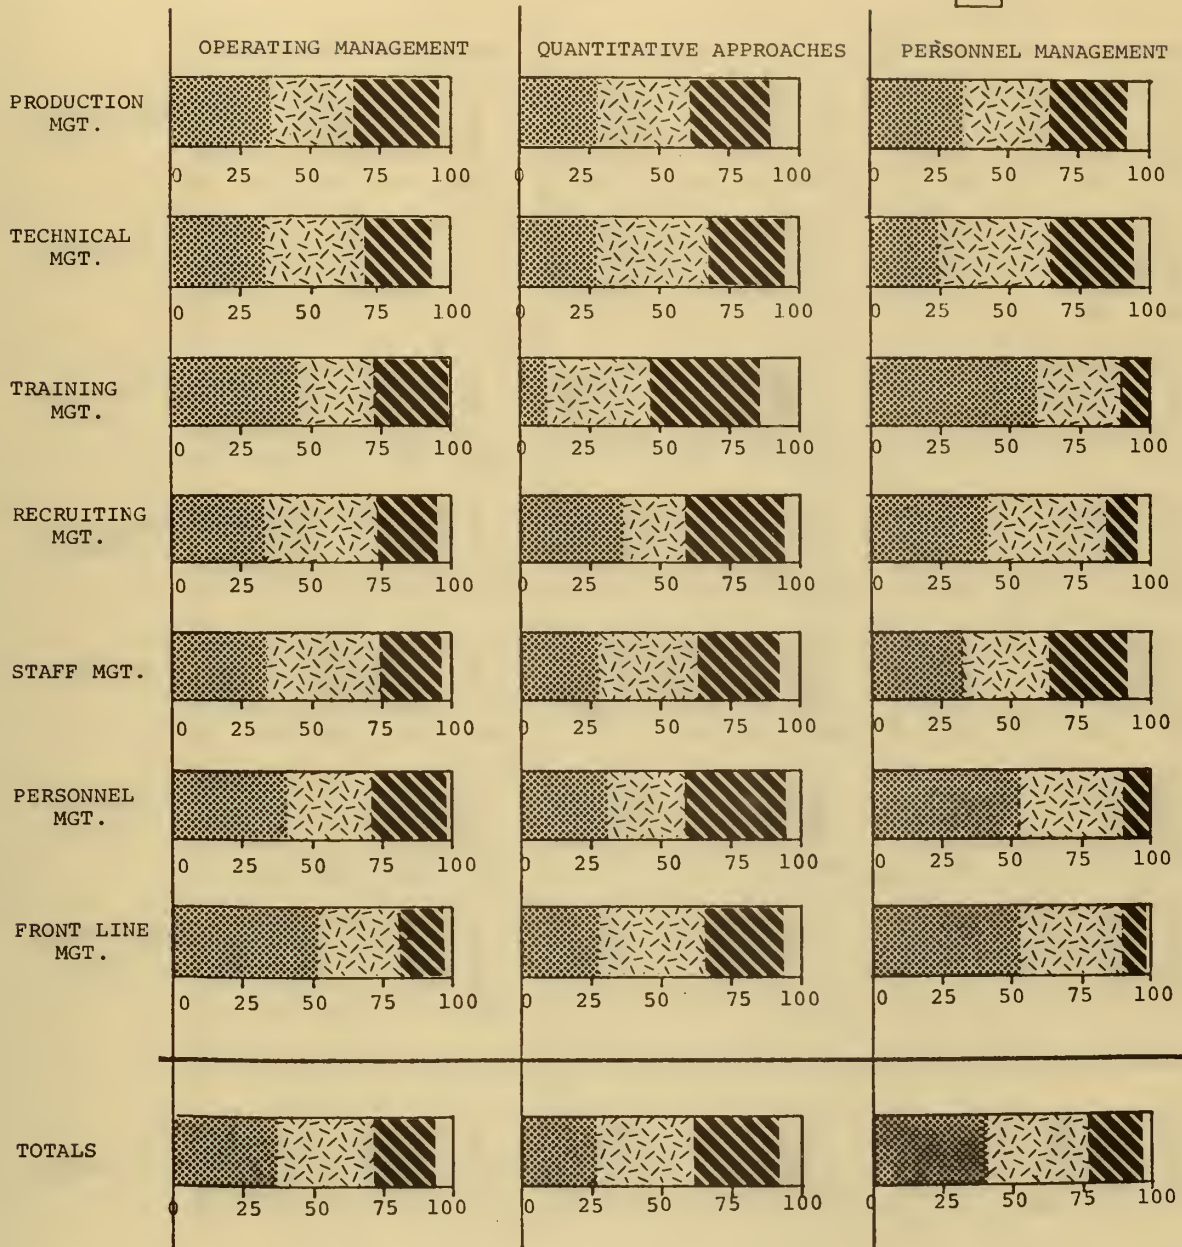 OPERATING MANAGEMENT QUANTITATIVE APPROACHES PERSONNEL MANAGEMENT
PRODUCTION
MGT.
0 25 50 75 100 0 25 50 75 100 0 25 50 75 100
TECHNICAL
MGT.
0 25 50 75 100 0 25 50 75 100 0 25 50 75 100
TRAINING
MGT.
0 25 50 75 100 0 25 50 75 100 0 25 50 75 100
RECRUITING
MGT.
0 25 50 75 100 0 25 50 75 100 0 25 50 75 100
STAFF MGT.
0 25 50 75 100 0 25 50 75 100 0 25 50 75 100
PERSONNEL
MGT.
0 25 50 75 100 0 25 50 75 100 0 25 50 75 100
FRONT LINE
MGT.
0 25 50 75 100 0 25 50 75 100 0 25 50 75 100
TOTALS
0 25 50 75 100 0 25 50 75 100 0 25 50 75 100